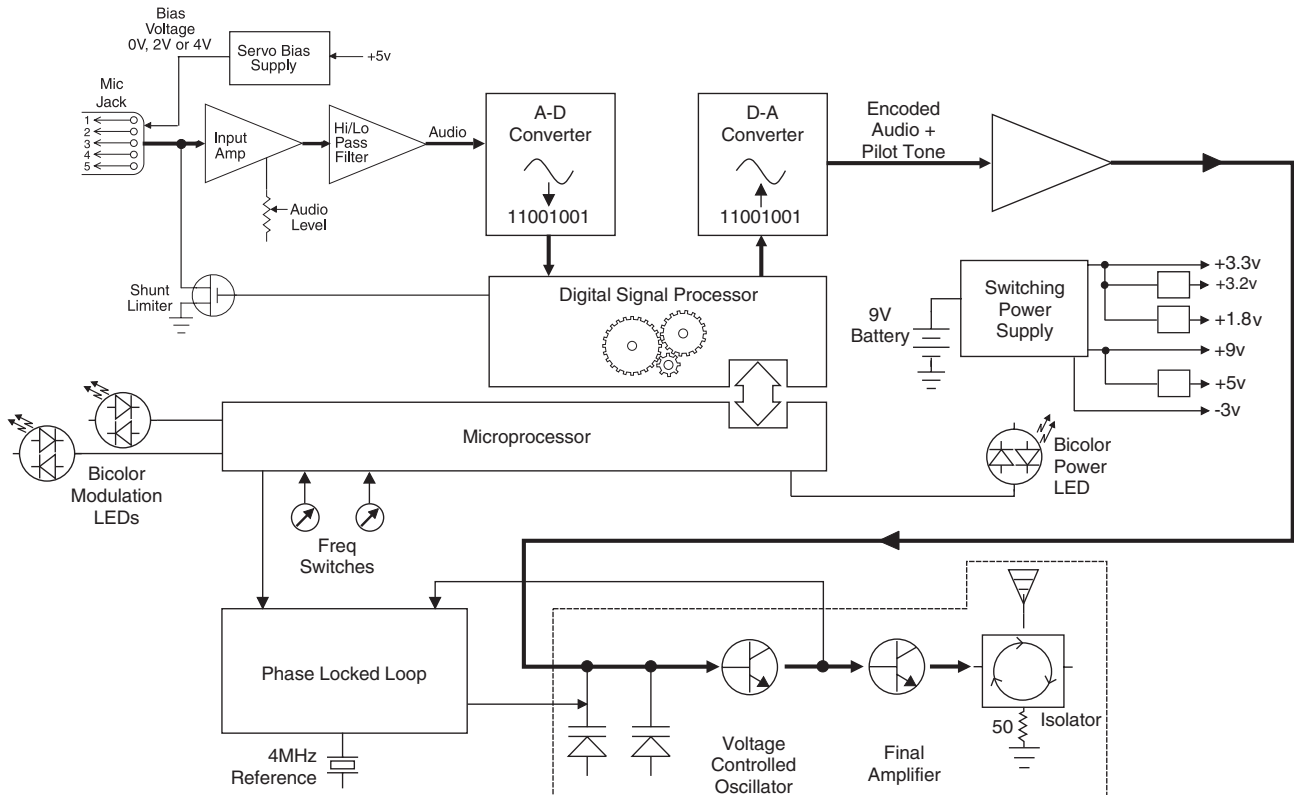 Bias
Voltage
0V, 2V or 4V
Servo Bias
Supply
+5v
Mic
Jack
1
2
3
4
5
Input
Amp
Hi/Lo
Pass
Filter
Audio
Audio
Level
A-D
Converter
11001001
D-A
Converter
11001001
Encoded
Audio +
Pilot Tone
Shunt
Limiter
Digital Signal Processor
9V
Battery
Switching
Power
Supply
+3.3v
+3.2v
+1.8v
+9v
+5v
-3v
Bicolor
Modulation
LEDs
Microprocessor
Bicolor
Power
LED
Freq
Switches
Phase Locked Loop
4MHz
Reference
Voltage
Controlled
Oscillator
Final
Amplifier
50
Isolator